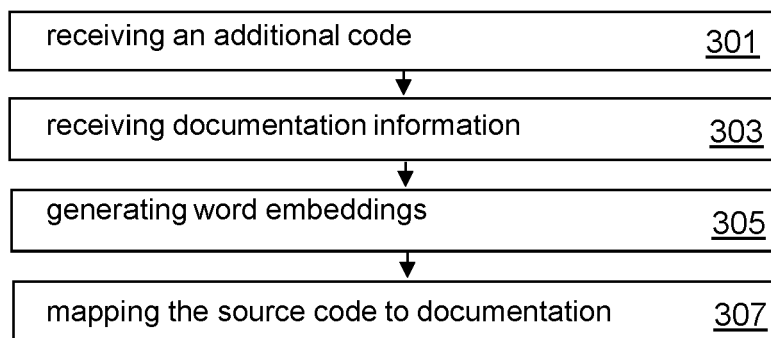 receiving an additional code 301
receiving documentation information 303
generating word embeddings 305
mapping the source code to documentation 307